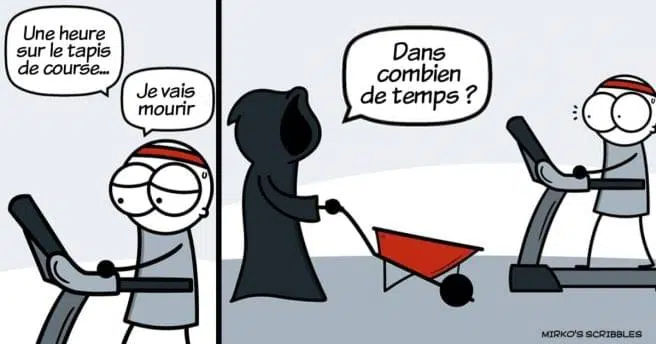 Une heure
sur le tapis
de course...
Je vais
mourir
Dans
combien
de temps ?
MIRKO'S SCRIBBLES